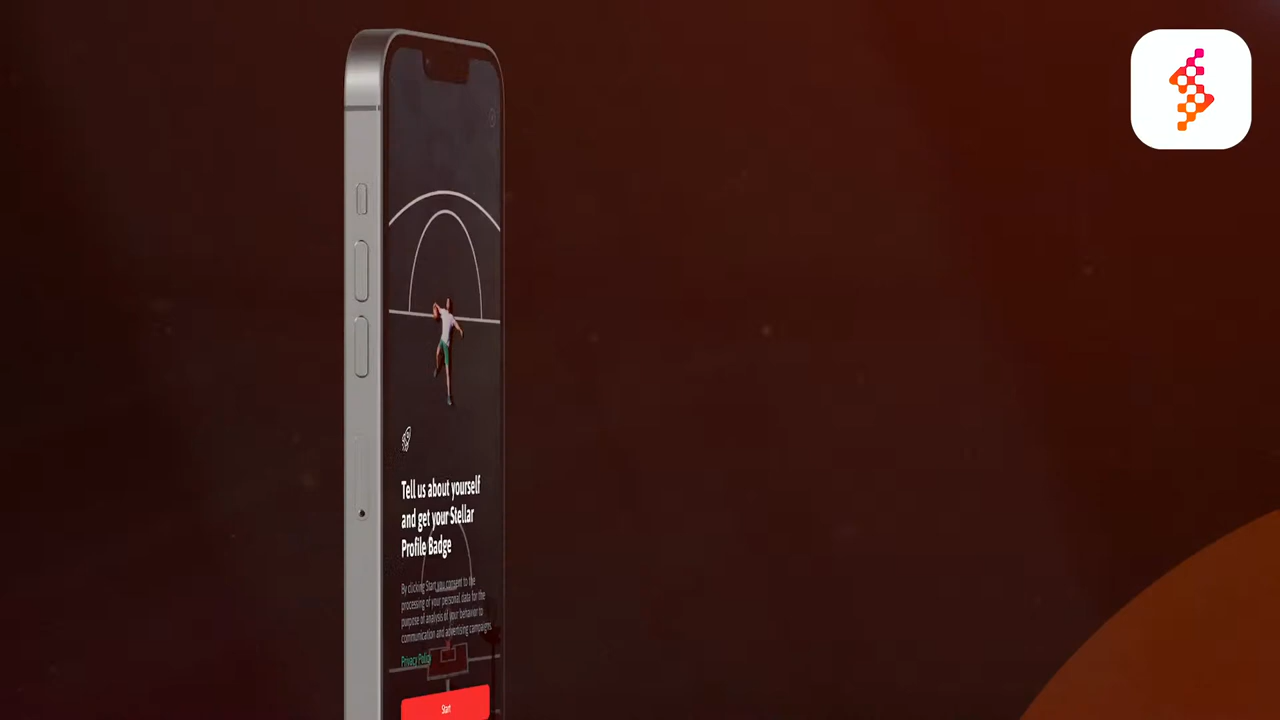 Tell us about yourself
and get your Stellar
Profile Badge
By clicking Start you consent to the
processing of your personal data for the
purpose of analysis of your behavior to
communication and advertising campaigns.
Privacy Policy
Start